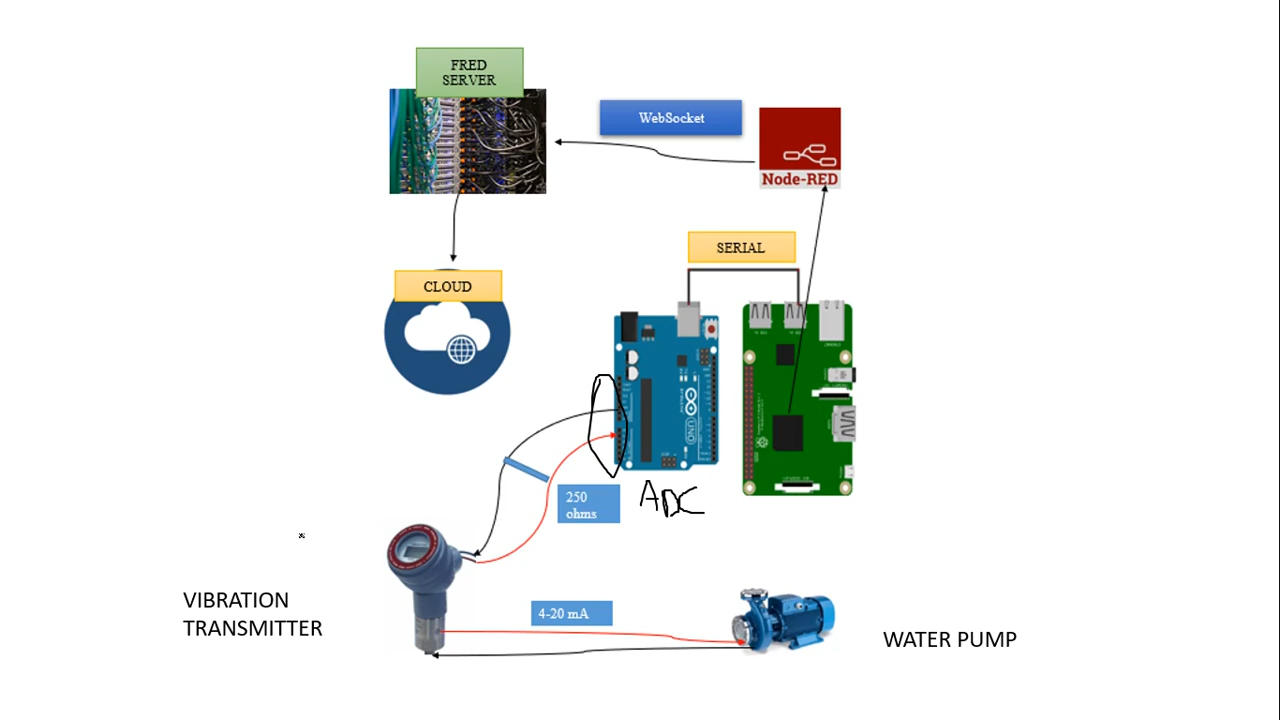 FRED
SERVER
WebSocket
Node-RED
SERIAL
CLOUD
UNO
250
ohms
ADC
VIBRATION
TRANSMITTER
4-20 mA
WATER PUMP